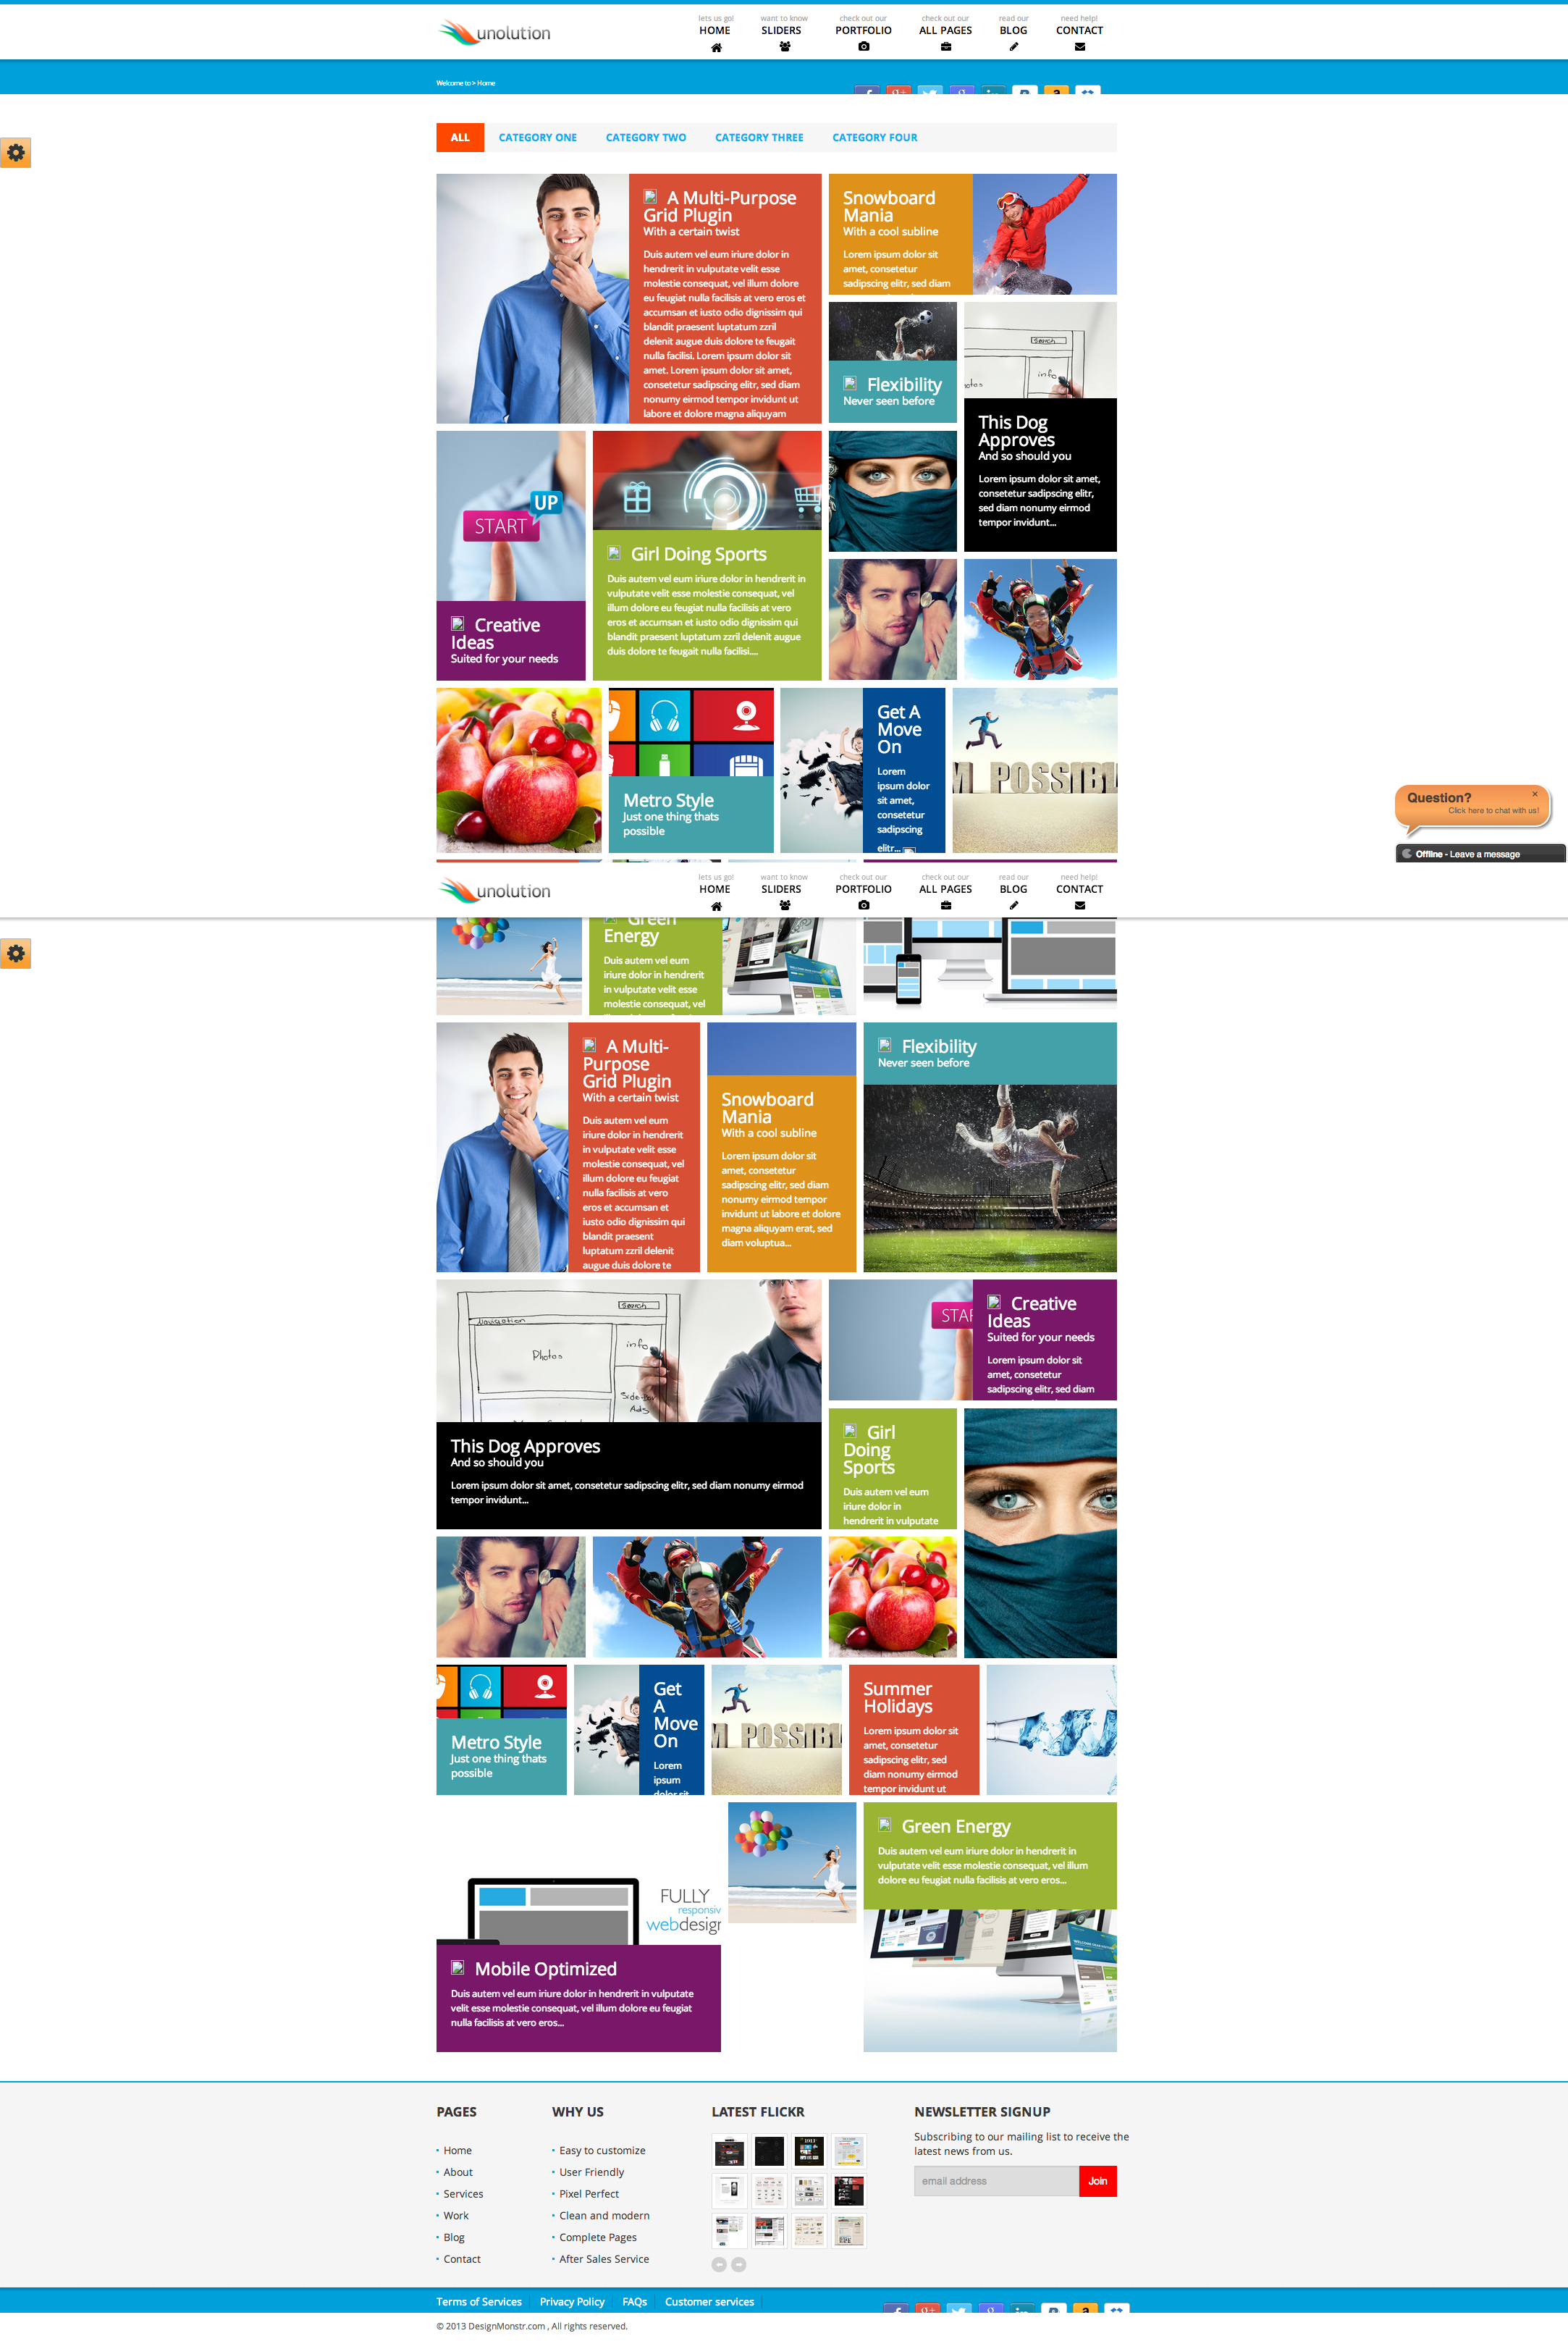 unolution
lets us go!
HOME
want to know
SLIDERS
check out our
PORTFOLIO
check out our
ALL PAGES
read our
BLOG
need help!
CONTACT
Welcome to > Home
ALL
CATEGORY ONE
CATEGORY TWO
CATEGORY THREE
CATEGORY FOUR
A Multi-Purpose
Grid Plugin
With a certain twist
Duis autem vel eum iriure dolor in
hendrerit in vulputate velit esse
molestie consequat, vel illum dolore
eu feugiat nulla facilisis at vero eros et
accumsan et iusto odio dignissim qui
blandit praesent luptatum zzril
delenit augue duis dolore te feugait
nulla facilisi. Lorem ipsum dolor sit
amet. Lorem ipsum dolor sit amet,
consetetur sadipscing elitr, sed diam
nonumy eirmod tempor invidunt ut
labore et dolore magna aliquyam
Snowboard
Mania
With a cool subline
Lorem ipsum dolor sit
amet, consetetur
sadipscing elitr, sed diam
Flexibility
Never seen before
Search
info
otos
This Dog
Approves
And so should you
Lorem ipsum dolor sit amet,
consetetur sadipscing elitr,
sed diam nonumy eirmod
tempor invidunt...
START
UP
Creative
Ideas
Suited for your needs
Girl Doing Sports
Duis autem vel eum iriure dolor in hendrerit in
vulputate velit esse molestie consequat, vel
illum dolore eu feugiat nulla facilisis at vero
eros et accumsan et iusto odio dignissim qui
blandit praesent luptatum zzril delenit augue
duis dolore te feugait nulla facilisi....
Metro Style
Just one thing thats
possible
Get A
Move
On
Lorem
ipsum dolor
sit amet,
consetetur
sadipscing
elitr...
M POSSIBL
Question?
Click here to chat with us!
Offline - Leave a message
unolution
lets us go!
HOME
want to know
SLIDERS
check out our
PORTFOLIO
check out our
ALL PAGES
read our
BLOG
need help!
CONTACT
Green
Energy
Duis autem vel eum
iriure dolor in hendrerit
in vulputate velit esse
molestie consequat, vel
A Multi-
Purpose
Grid Plugin
With a certain twist
Duis autem vel eum
iriure dolor in hendrerit
in vulputate velit esse
molestie consequat, vel
illum dolore eu feugiat
nulla facilisis at vero
eros et accumsan et
iusto odio dignissim qui
blandit praesent
luptatum zzril delenit
augue duis dolore te
Snowboard
Mania
With a cool subline
Lorem ipsum dolor sit
amet, consetetur
sadipscing elitr, sed diam
nonumy eirmod tempor
invidunt ut labore et dolore
magna aliquyam erat, sed
diam voluptua...
Flexibility
Never seen before
Search
Navigation
Photos
info
Side-bar
Ads
This Dog Approves
And so should you
Lorem ipsum dolor sit amet, consetetur sadipscing elitr, sed diam nonumy eirmod
tempor invidunt...
STAR
Creative
Ideas
Suited for your needs
Lorem ipsum dolor sit
amet, consetetur
sadipscing elitr, sed diam
Girl
Doing
Sports
Duis autem vel eum
iriure dolor in
hendrerit in vulputate
Metro Style
Just one thing thats
possible
Get
A
Move
On
Lorem
ipsum
dolor sit
M POSSIBL
Summer
Holidays
Lorem ipsum dolor sit
amet, consetetur
sadipscing elitr, sed
diam nonumy eirmod
tempor invidunt ut
FULLY
responsiv
webdesign
Mobile Optimized
Duis autem vel eum iriure dolor in hendrerit in vulputate
velit esse molestie consequat, vel illum dolore eu feugiat
nulla facilisis at vero eros...
Green Energy
Duis autem vel eum iriure dolor in hendrerit in
vulputate velit esse molestie consequat, vel illum
dolore eu feugiat nulla facilisis at vero eros...
PAGES
Home
About
Services
Work
Blog
Contact
WHY US
Easy to customize
User Friendly
Pixel Perfect
Clean and modern
Complete Pages
After Sales Service
LATEST FLICKR
NEWSLETTER SIGNUP
Subscribing to our mailing list to receive the
latest news from us.
email address
Join
Terms of Services
Privacy Policy
FAQs
Customer services
© 2013 DesignMonstr.com , All rights reserved.